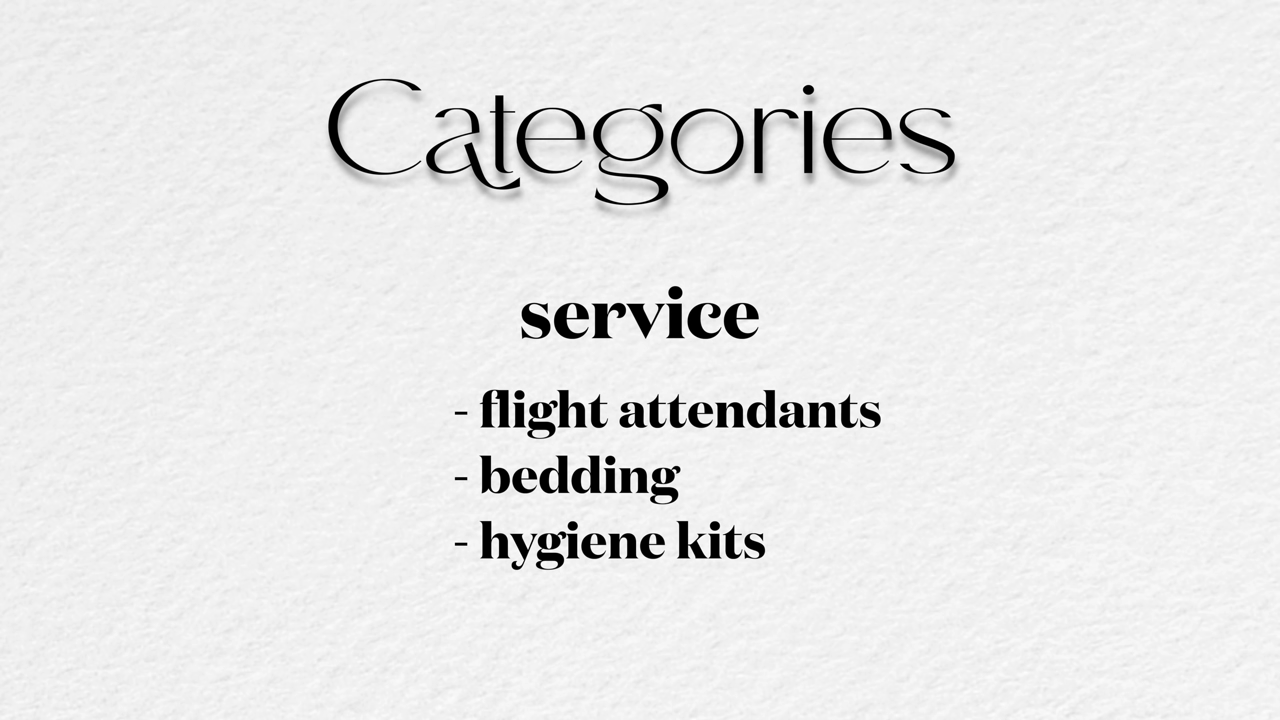 Categories
service
- flight attendants
- bedding
- hygiene kits